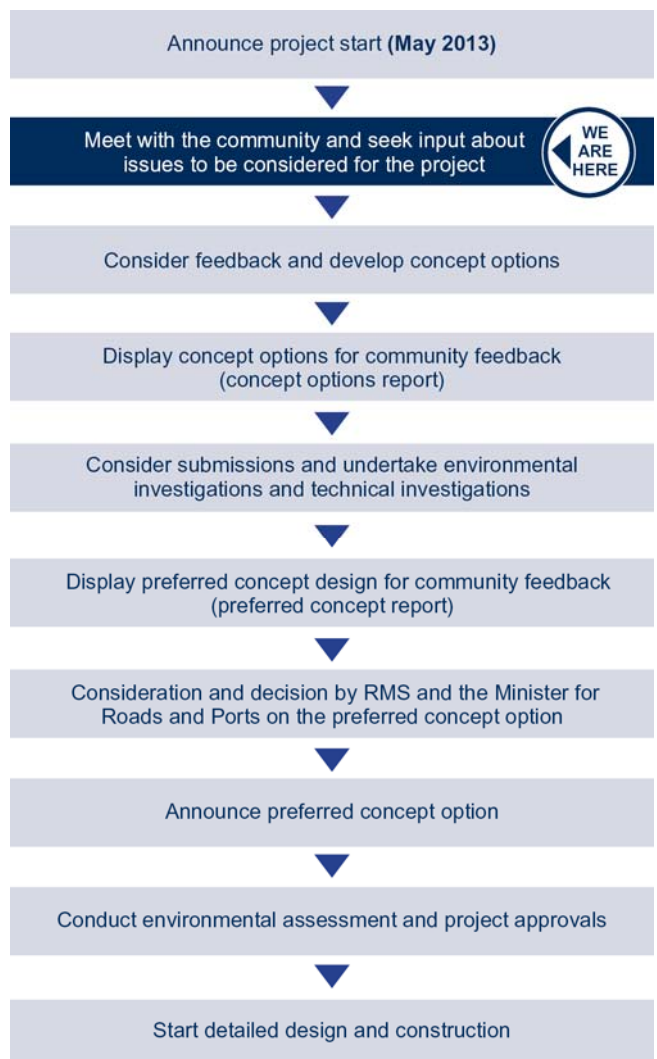 Announce project start (May 2013)
Meet with the community and seek input about
issues to be considered for the project
WE
ARE
HERE
Consider feedback and develop concept options
Display concept options for community feedback
(concept options report)
Consider submissions and undertake environmental
investigations and technical investigations
Display preferred concept design for community feedback
(preferred concept report)
Consideration and decision by RMS and the Minister for
Roads and Ports on the preferred concept option
Announce preferred concept option
Conduct environmental assessment and project approvals
Start detailed design and construction